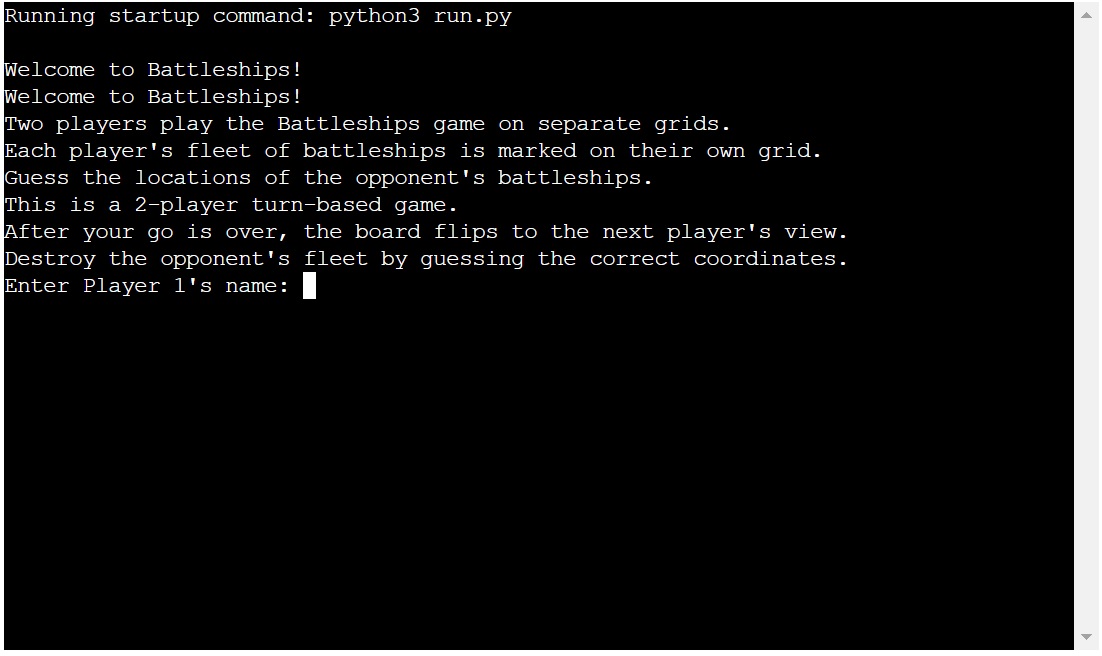 Running startup command: python3 run.py
Welcome to Battleships!
Welcome to Battleships!
Two players play the Battleships game on separate grids.
Each player's fleet of battleships is marked on their own grid.
Guess the locations of the opponent's battleships.
This is a 2-player turn-based game.
After your go is over, the board flips to the next player's view.
Destroy the opponent's fleet by guessing the correct coordinates.
Enter Player 1's name: